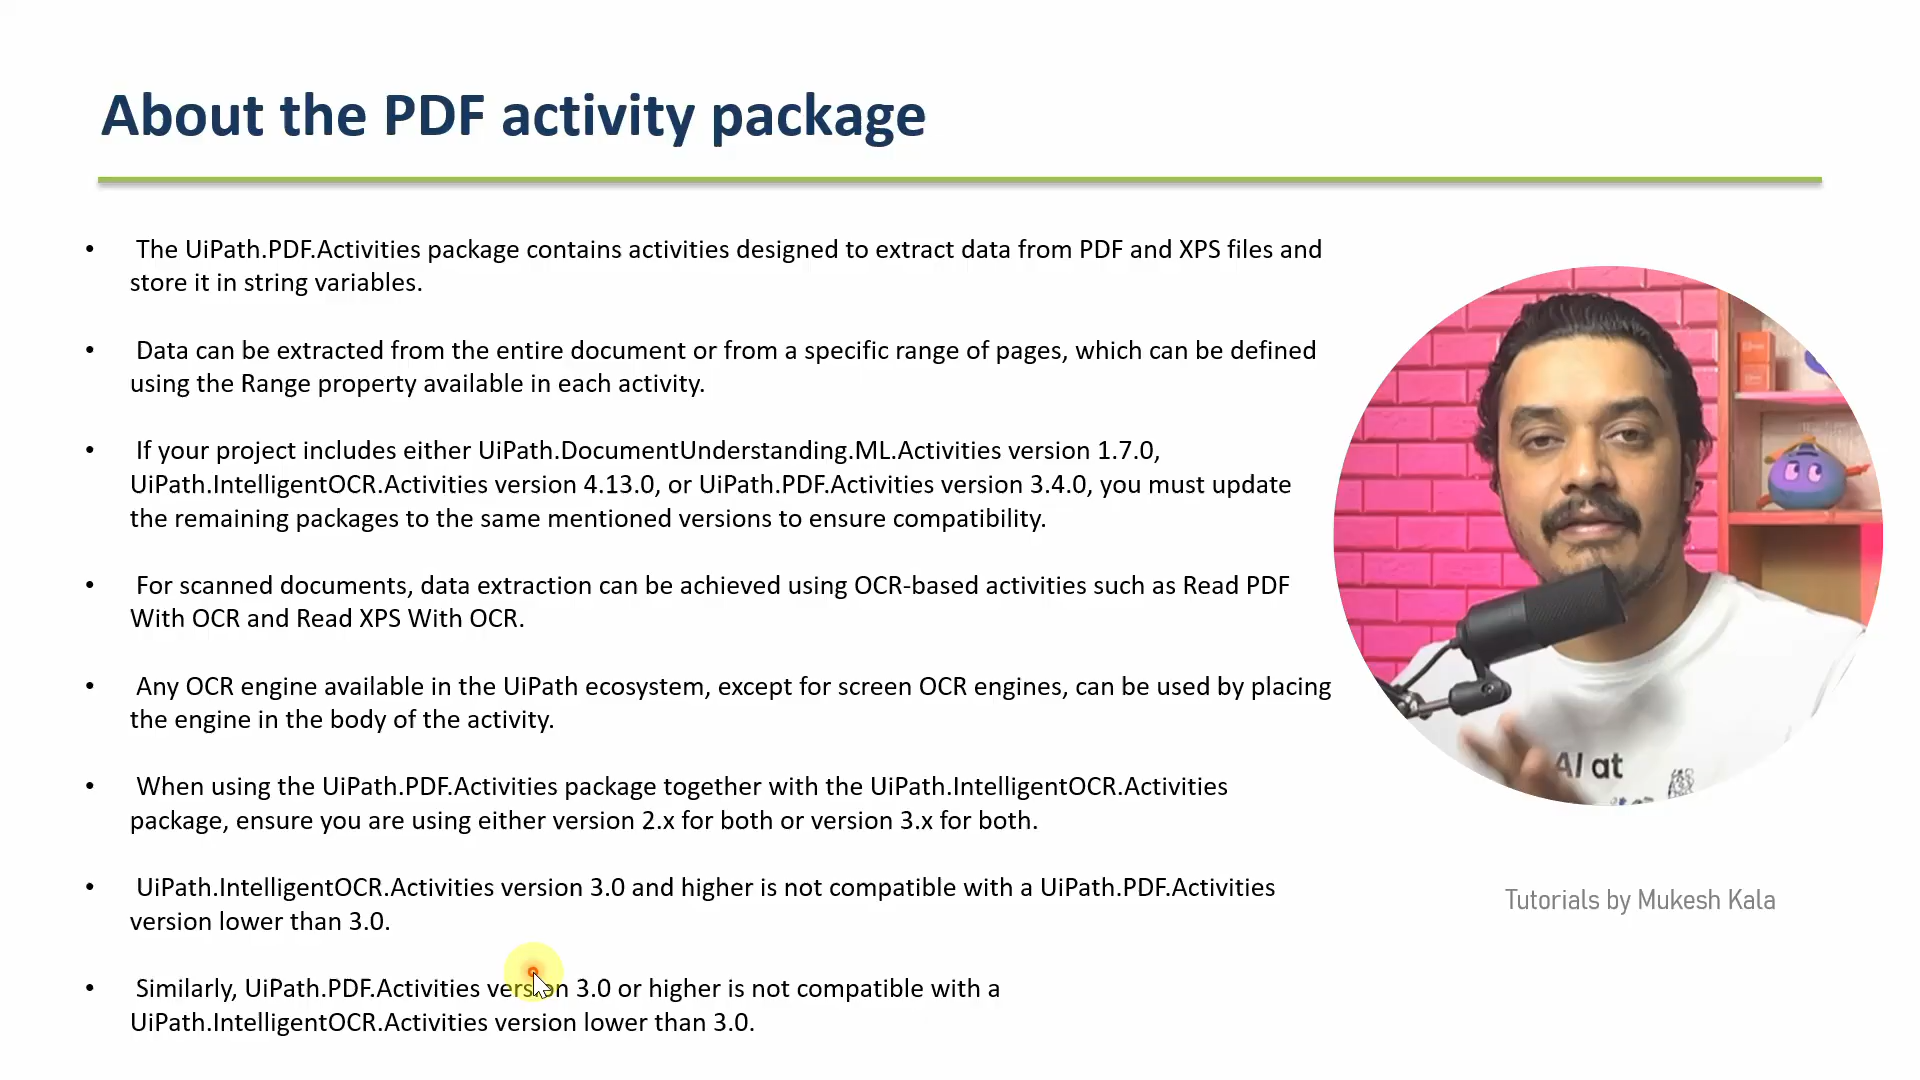 About the PDF activity package
• The UiPath.PDF.Activities package contains activities designed to extract data from PDF and XPS files and
store it in string variables.
• Data can be extracted from the entire document or from a specific range of pages, which can be defined
using the Range property available in each activity.
• If your project includes either UiPath.DocumentUnderstanding.ML.Activities version 1.7.0,
UiPath.IntelligentOCR.Activities version 4.13.0, or UiPath.PDF.Activities version 3.4.0, you must update
the remaining packages to the same mentioned versions to ensure compatibility.
• For scanned documents, data extraction can be achieved using OCR-based activities such as Read PDF
With OCR and Read XPS With OCR.
• Any OCR engine available in the UiPath ecosystem, except for screen OCR engines, can be used by placing
the engine in the body of the activity.
• When using the UiPath.PDF.Activities package together with the UiPath.IntelligentOCR.Activities
package, ensure you are using either version 2.x for both or version 3.x for both.
• UiPath.IntelligentOCR.Activities version 3.0 and higher is not compatible with a UiPath.PDF.Activities
version lower than 3.0.
• Similarly, UiPath.PDF.Activities version 3.0 or higher is not compatible with a
UiPath.IntelligentOCR.Activities version lower than 3.0.
AI at
Tutorials by Mukesh Kala